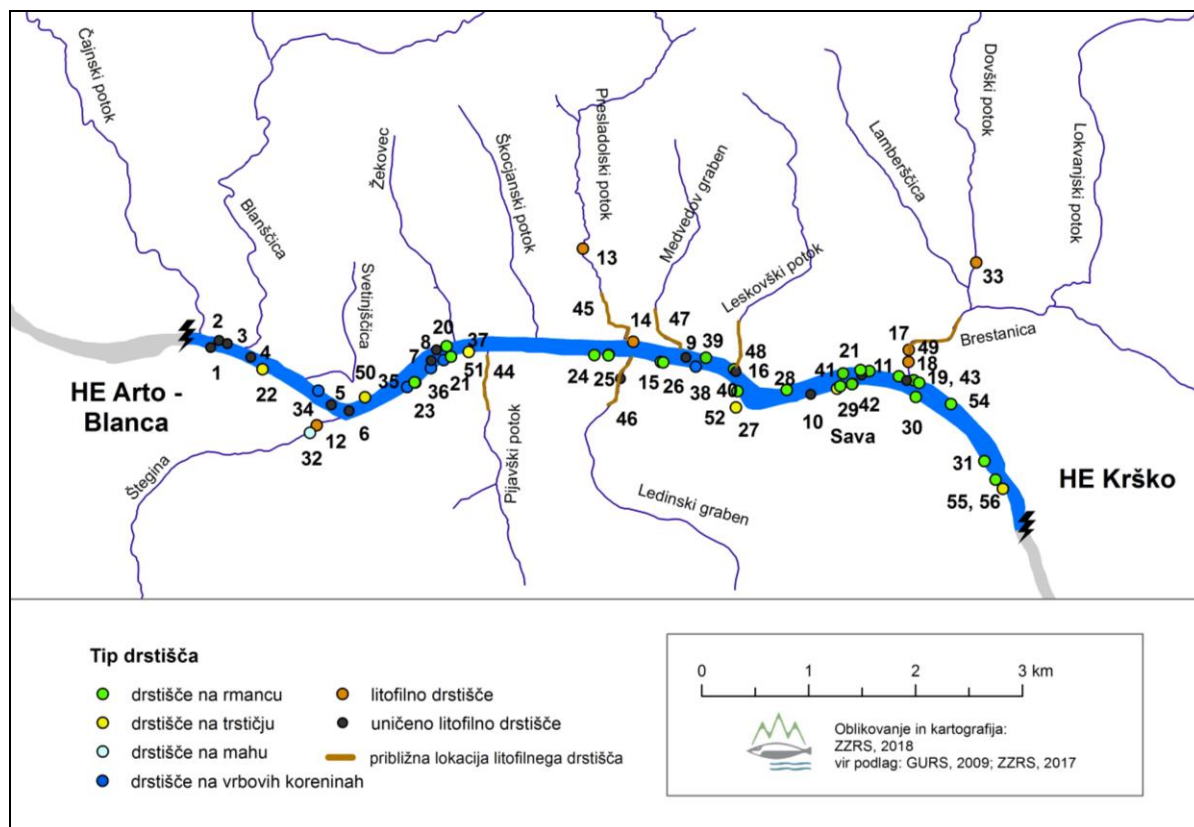 Čajnski potok
Blanščica
Svetinjščica
Žekovec
Škocjanski potok
Presladolski potok
Medvedov graben
Leskovški potok
Lamberščica
Dovški potok
Lokvanjski potok
Brestanica
Štegina
Pijavški potok
Ledinski graben
Sava
HE Arto -
Blanca
HE Krško
2
3
1
4
22
34
5
50
12
6
32
35
7
8
20
36
23
21
37
51
44
13
45
14
24
25
46
47
15
26
9
38
39
48
16
40
52
27
28
10
41
21
29
42
11
17
49
18
19, 43
30
54
33
31
55, 56
Tip drstišča
drstišče na rmancu
drstišče na trstičju
drstišče na mahu
drstišče na vrbovih koreninah
litofilno drstišče
uničeno litofilno drstišče
približna lokacija litofilnega drstišča
0 1 2 3 km
Oblikovanje in kartografija:
ZZRS, 2018
vir podlag: GURS, 2009; ZZRS, 2017